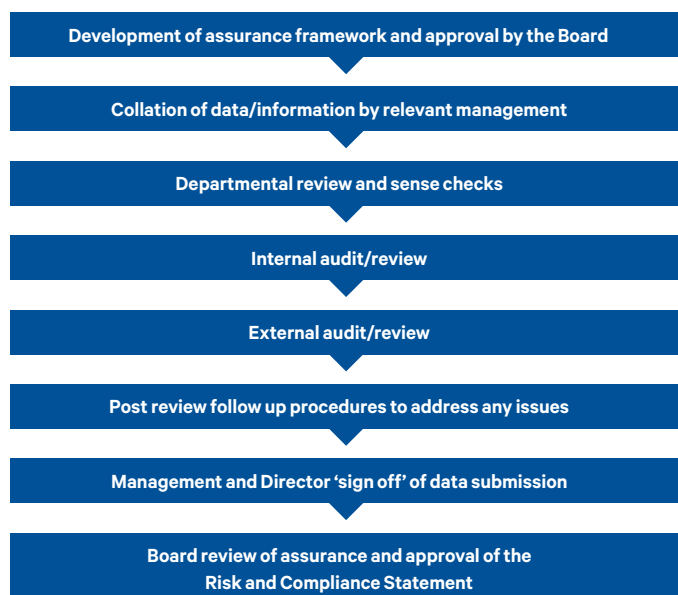 Development of assurance framework and approval by the Board
Collation of data/information by relevant management
Departmental review and sense checks
Internal audit/review
External audit/review
Post review follow up procedures to address any issues
Management and Director ‘sign off’ of data submission
Board review of assurance and approval of the
Risk and Compliance Statement